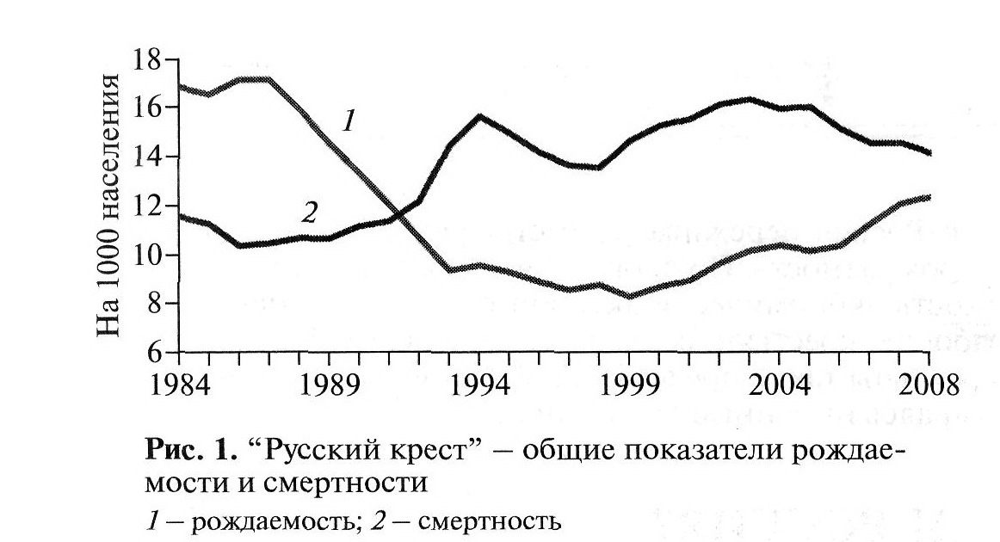 На 1000 населения
18
16
14
12
10
8
6
1
2
1984 1989 1994 1999 2004 2008
Рис. 1. “Русский крест” – общие показатели рождае-
мости и смертности
1 – рождаемость; 2 – смертность